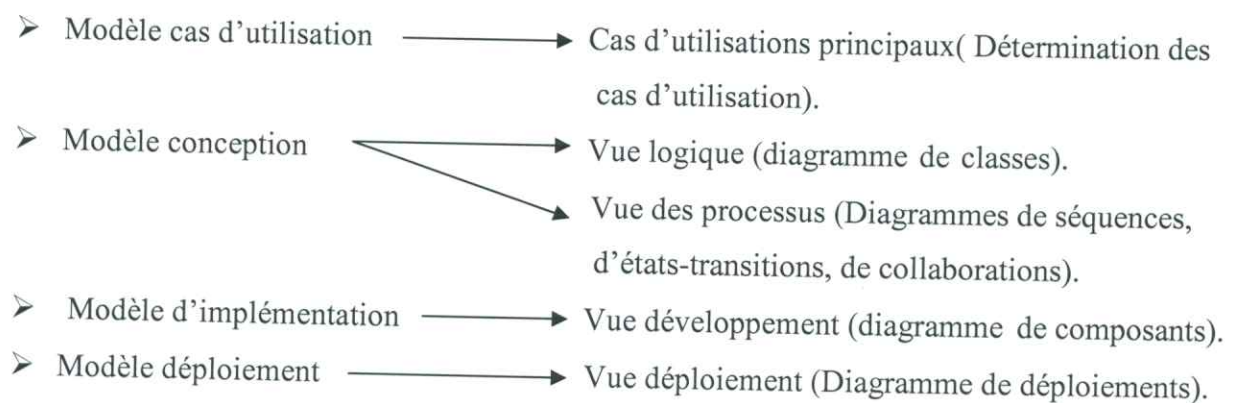 ➢ Modèle cas d’utilisation → Cas d’utilisations principaux( Détermination des
cas d’utilisation).
➢ Modèle conception → Vue logique (diagramme de classes).
Vue des processus (Diagrammes de séquences,
d’états-transitions, de collaborations).
➢ Modèle d’implémentation → Vue développement (diagramme de composants).
➢ Modèle déploiement → Vue déploiement (Diagramme de déploiements).